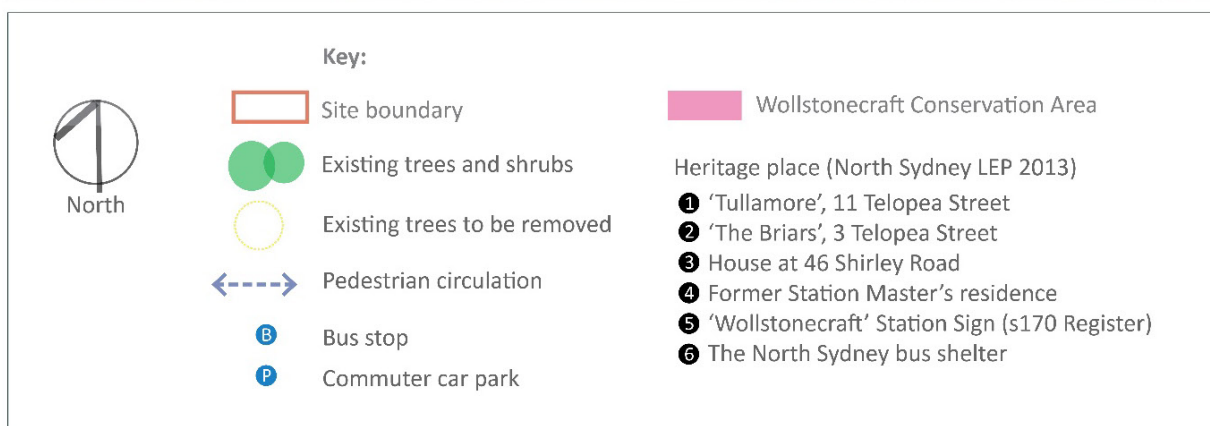 Key:
North
Site boundary
Existing trees and shrubs
Existing trees to be removed
Pedestrian circulation
B Bus stop
P Commuter car park
Wollstonecraft Conservation Area
Heritage place (North Sydney LEP 2013)
1 ‘Tullamore’, 11 Telopea Street
2 ‘The Briars’, 3 Telopea Street
3 House at 46 Shirley Road
4 Former Station Master’s residence
5 ‘Wollstonecraft’ Station Sign (s170 Register)
6 The North Sydney bus shelter